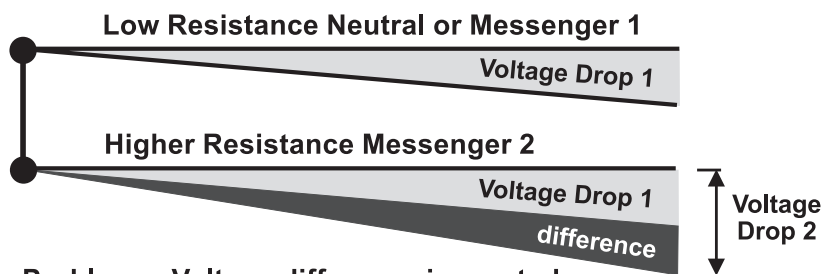 Low Resistance Neutral or Messenger 1
Voltage Drop 1
Higher Resistance Messenger 2
Voltage Drop 1
difference
Voltage
Drop 2